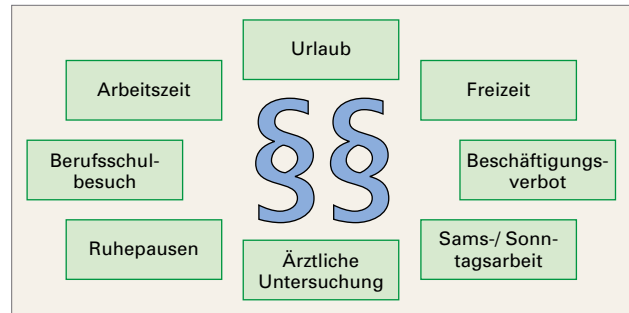 Urlaub
Arbeitszeit
Freizeit
§§
Berufsschul-
besuch
Beschäftigungs-
verbot
Ruhepausen
Ärztliche
Untersuchung
Sams-/ Sonn-
tagsarbeit